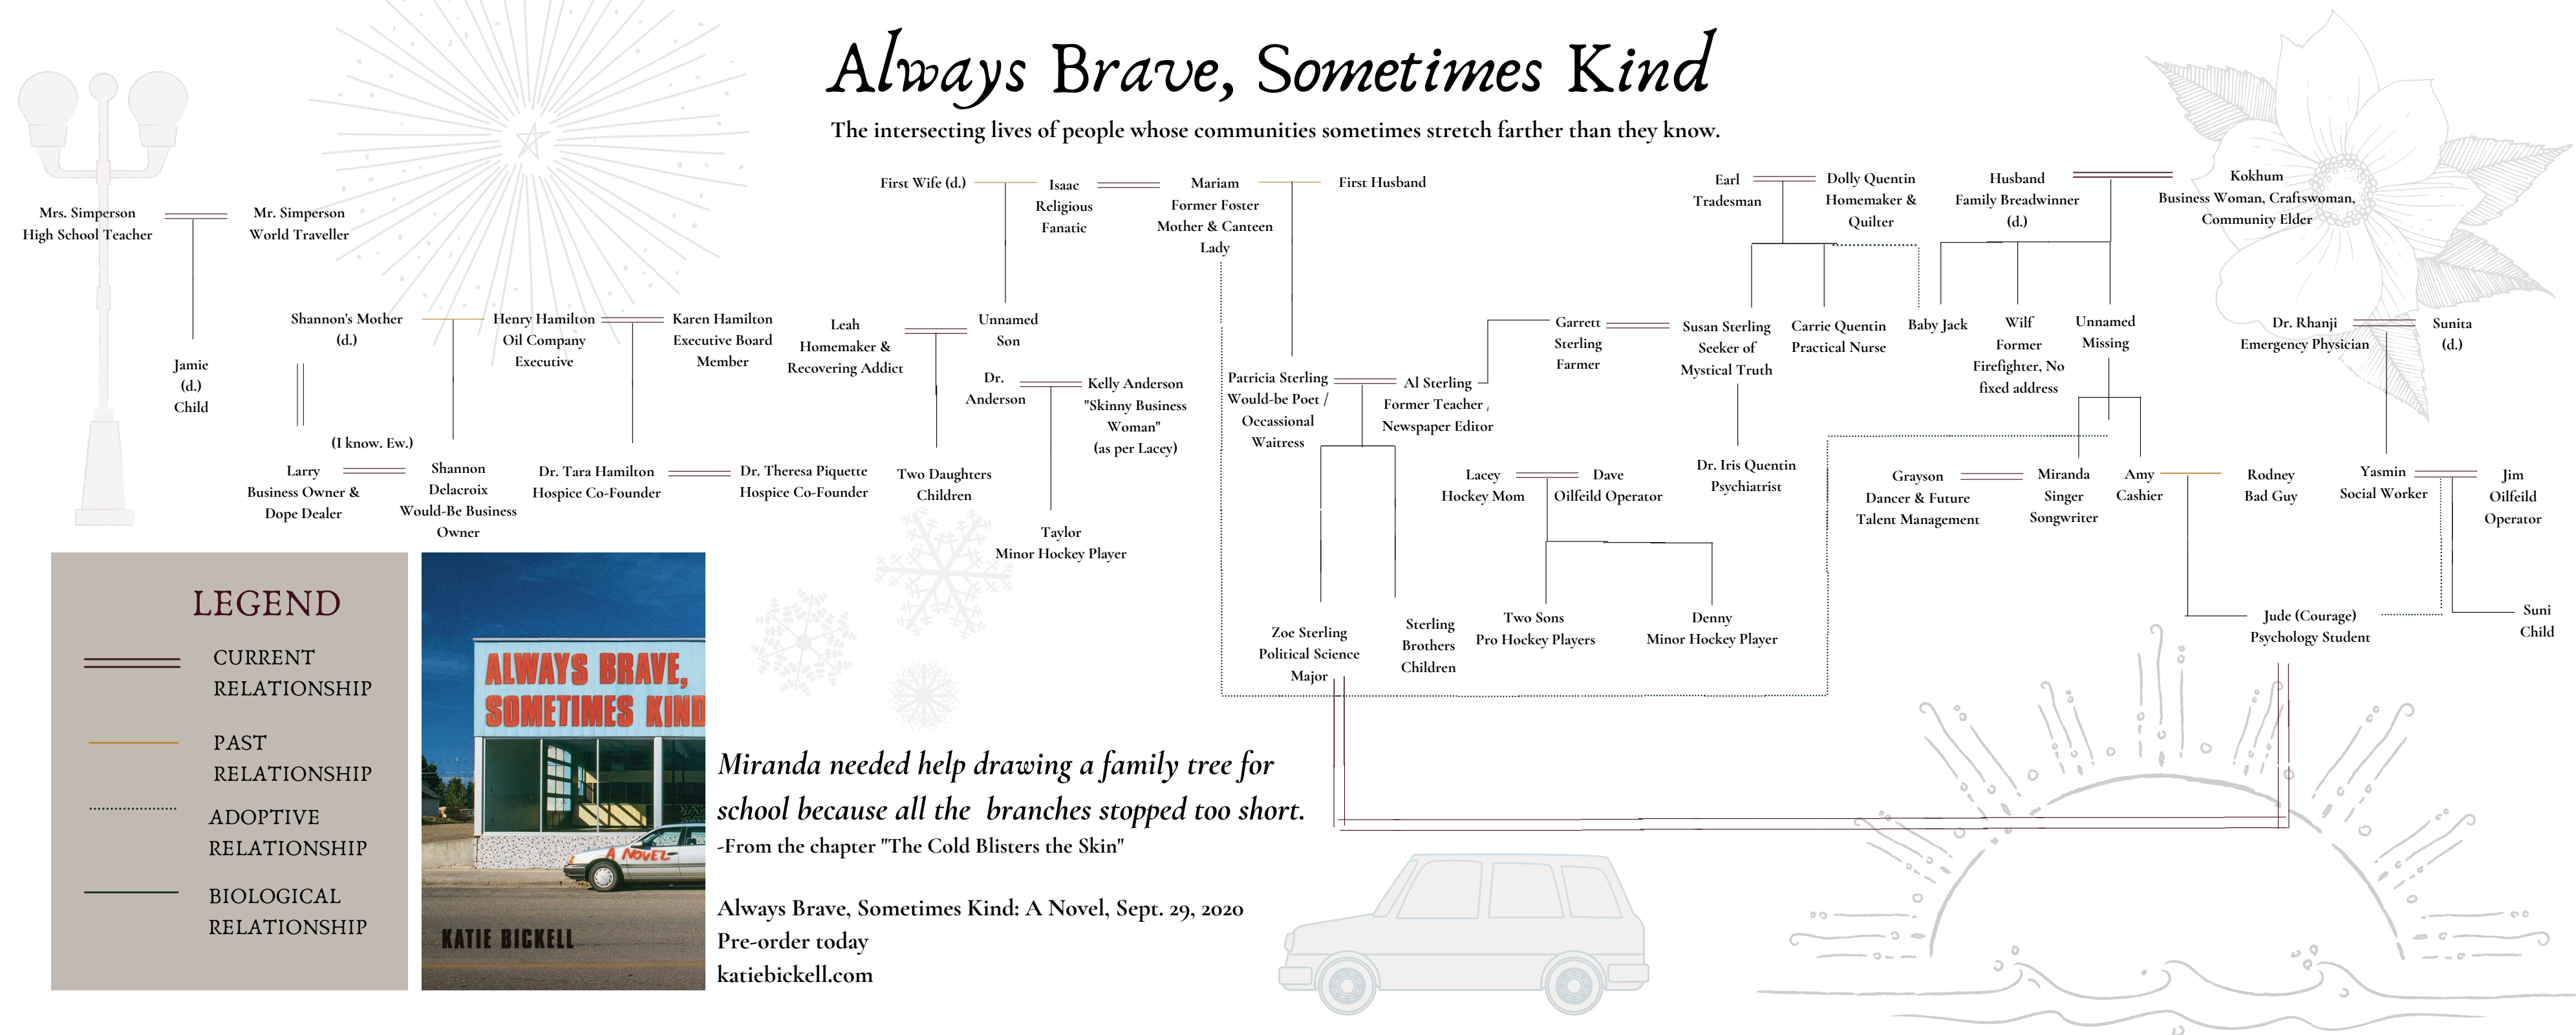 Always Brave, Sometimes Kind
The intersecting lives of people whose communities sometimes stretch farther than they know.
Mrs. Simperson
High School Teacher
Mr. Simperson
World Traveller
Jamie
(d.)
Child
Shannon's Mother
(d.)
Henry Hamilton
Oil Company
Executive
Karen Hamilton
Executive Board
Member
(I know. Ew.)
Larry
Business Owner &
Dope Dealer
Shannon
Delacroix
Would-Be Business
Owner
Dr. Tara Hamilton
Hospice Co-Founder
Dr. Theresa Piquette
Hospice Co-Founder
First Wife (d.)
Isaac
Religious
Fanatic
Mariam
Former Foster
Mother & Canteen
Lady
First Husband
Leah
Homemaker &
Recovering Addict
Unnamed
Son
Two Daughters
Children
Dr.
Anderson
Kelly Anderson
"Skinny Business
Woman"
(as per Lacey)
Taylor
Minor Hockey Player
Patricia Sterling
Would-be Poet /
Occassional
Waitress
Al Sterling
Former Teacher /
Newspaper Editor
Garrett
Sterling
Farmer
Zoe Sterling
Political Science
Major
Sterling
Brothers
Children
Lacey
Hockey Mom
Dave
Oilfeild Operator
Two Sons
Pro Hockey Players
Denny
Minor Hockey Player
Earl
Tradesman
Dolly Quentin
Homemaker &
Quilter
Susan Sterling
Seeker of
Mystical Truth
Carrie Quentin
Practical Nurse
Baby Jack
Dr. Iris Quentin
Psychiatrist
Husband
Family Breadwinner
(d.)
Kokhum
Business Woman, Craftswoman,
Community Elder
Wilf
Former
Firefighter, No
fixed address
Unnamed
Missing
Dr. Rhanji
Emergency Physician
Sunita
(d.)
Grayson
Dancer & Future
Talent Management
Miranda
Singer
Songwriter
Amy
Cashier
Rodney
Bad Guy
Yasmin
Social Worker
Jim
Oilfeild
Operator
Jude (Courage)
Psychology Student
Suni
Child
LEGEND
CURRENT
RELATIONSHIP
PAST
RELATIONSHIP
ADOPTIVE
RELATIONSHIP
BIOLOGICAL
RELATIONSHIP
ALWAYS BRAVE,
SOMETIMES KIND
A NOVEL
KATIE BICKELL
Miranda needed help drawing a family tree for
school because all the branches stopped too short.
-From the chapter "The Cold Blisters the Skin"
Always Brave, Sometimes Kind: A Novel, Sept. 29, 2020
Pre-order today
katiebickell.com